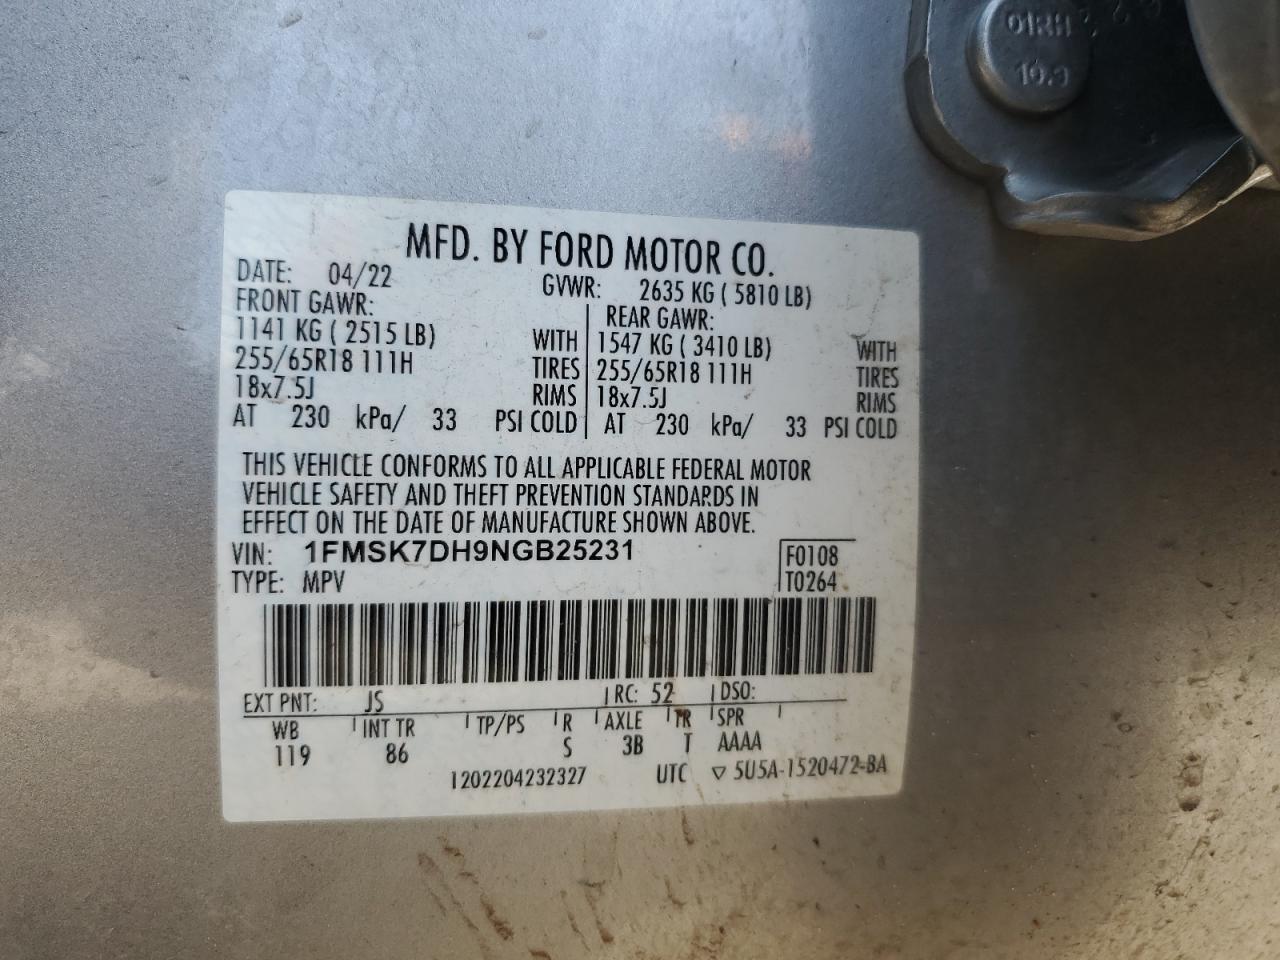 01RH
10.9
MFD. BY FORD MOTOR CO.
DATE: 04/22 GVWR: 2635 KG ( 5810 LB)
FRONT GAWR: REAR GAWR:
1141 KG ( 2515 LB) WITH 1547 KG ( 3410 LB) WITH
255/65R18 111H TIRES 255/65R18 111H TIRES
18x7.5J RIMS 18x7.5J RIMS
AT 230 kPa/ 33 PSI COLD AT 230 kPa/ 33 PSI COLD
THIS VEHICLE CONFORMS TO ALL APPLICABLE FEDERAL MOTOR
VEHICLE SAFETY AND THEFT PREVENTION STANDARDS IN
EFFECT ON THE DATE OF MANUFACTURE SHOWN ABOVE.
VIN: 1FMSK7DH9NGB25231 F0108
TYPE: MPV T0264
EXT PNT: JS RC: 52 DSO:
WB INT TR TP/PS R AXLE TR SPR
119 86 S 3B T AAAA
1202204232327 UTC ▽ 5U5A-1520472-BA